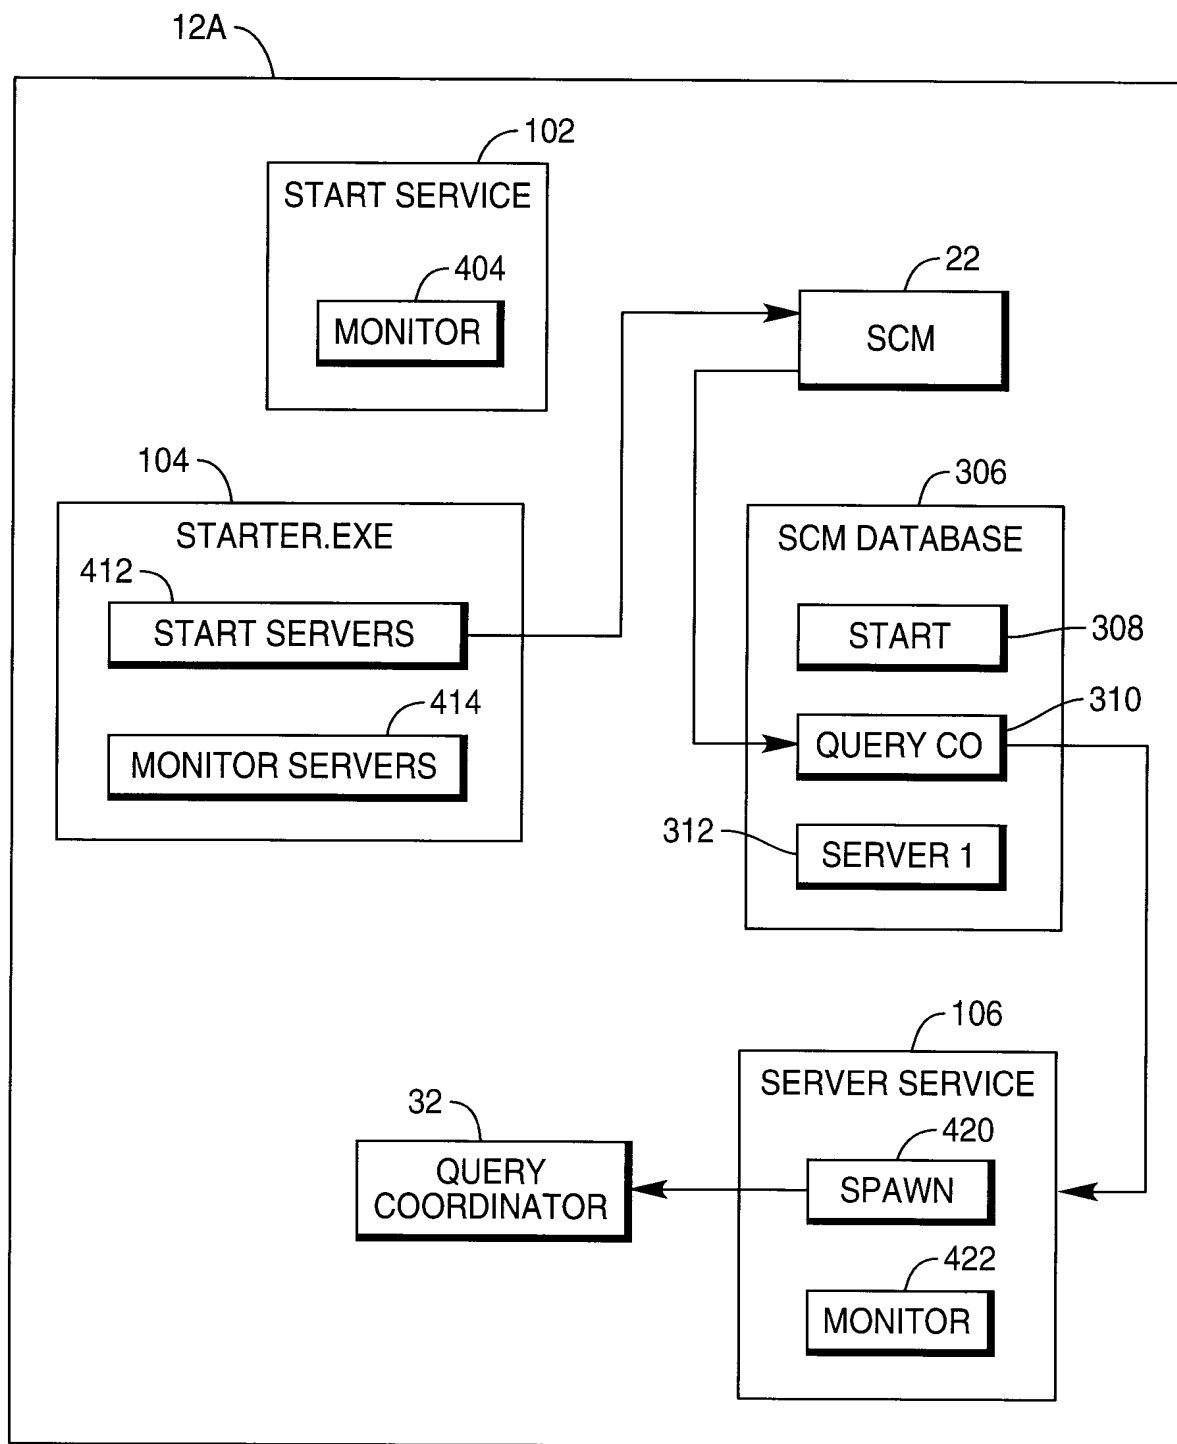 12A
102
START SERVICE
404
MONITOR
22
SCM
104
STARTER.EXE
412
START SERVERS
414
MONITOR SERVERS
306
SCM DATABASE
START
308
310
QUERY CO
312
SERVER 1
106
SERVER SERVICE
32
QUERY
COORDINATOR
420
SPAWN
422
MONITOR